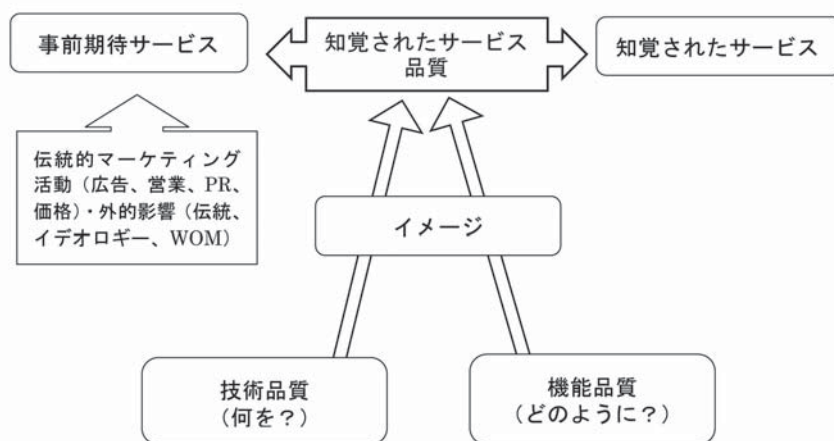 事前期待サービス
知覚されたサービス
品質
知覚されたサービス
伝統的マーケティング
活動（広告、営業、PR、
価格）・外的影響（伝統、
イデオロギー、WOM）
イメージ
技術品質
（何を？）
機能品質
（どのように？）